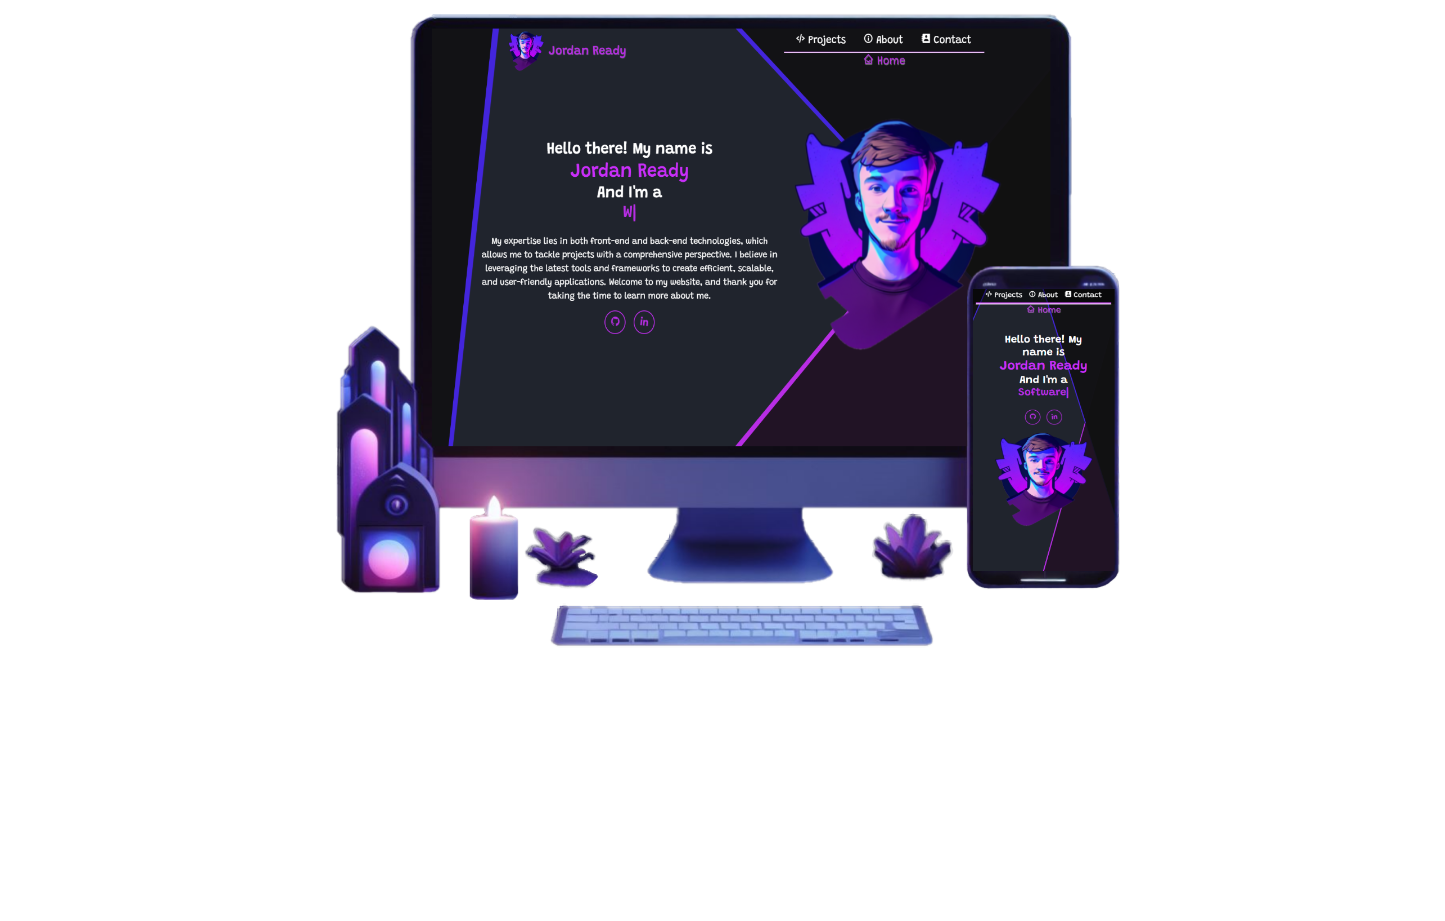 Jordan Ready
Projects About Contact
Home
Hello there! My name is
Jordan Ready
And I'm a
W|
My expertise lies in both front-end and back-end technologies, which
allows me to tackle projects with a comprehensive perspective. I believe in
leveraging the latest tools and frameworks to create efficient, scalable,
and user-friendly applications. Welcome to my website, and thank you for
taking the time to learn more about me.
in
Projects About Contact
Home
Hello there! My
name is
Jordan Ready
And I'm a
Software|
in